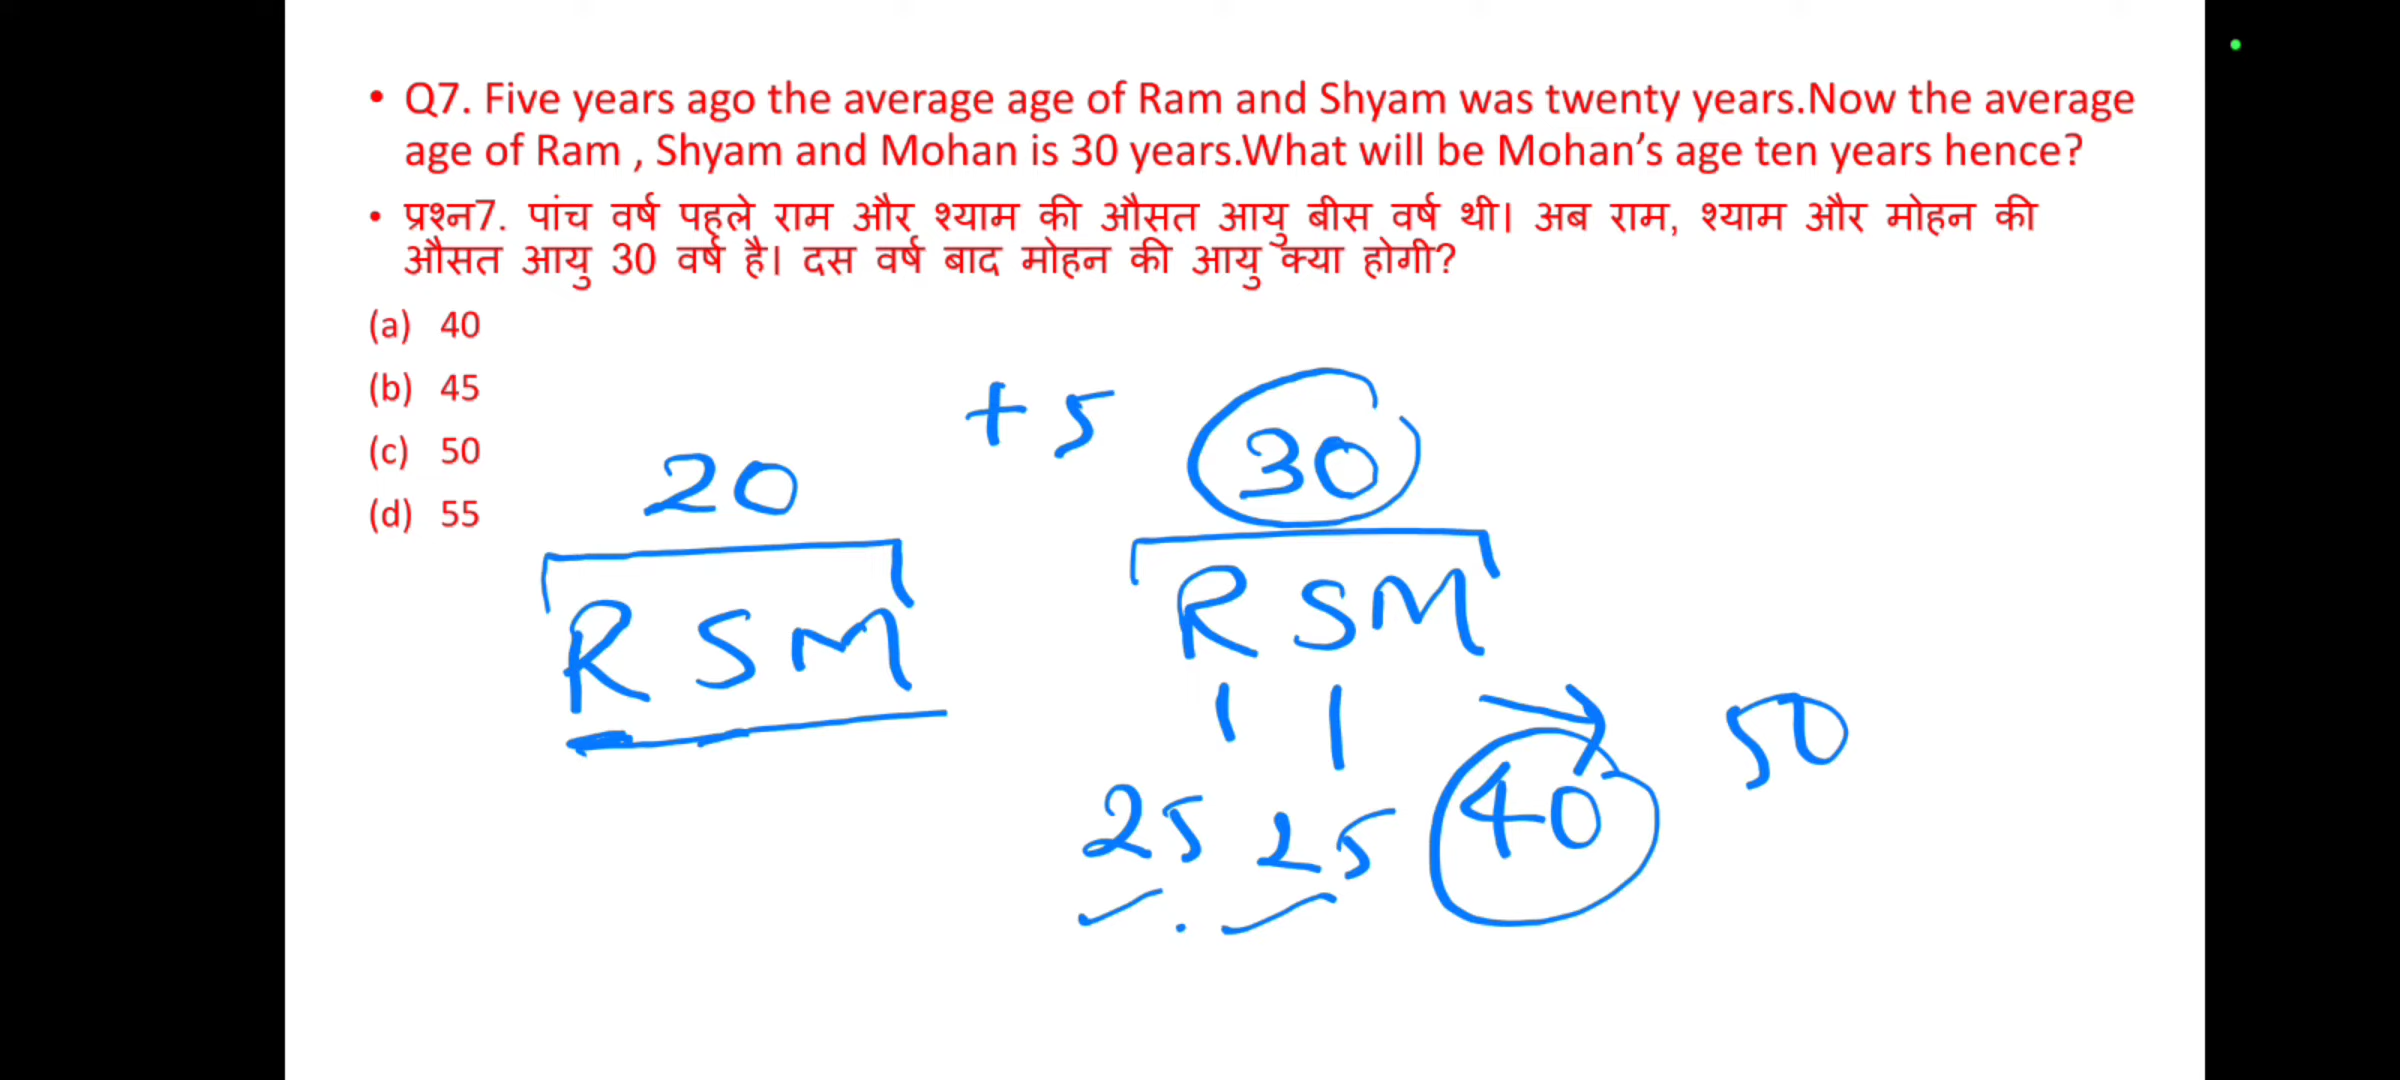 • Q7. Five years ago the average age of Ram and Shyam was twenty years.Now the average
age of Ram , Shyam and Mohan is 30 years.What will be Mohan’s age ten years hence?
• प्रश्न7. पांच वर्ष पहले राम और श्याम की औसत आयु बीस वर्ष थी। अब राम, श्याम और मोहन की
औसत आयु 30 वर्ष है। दस वर्ष बाद मोहन की आयु क्या होगी?
(a) 40
(b) 45
(c) 50
(d) 55
+5
20
30
R S M
R S M
50
25 25 40